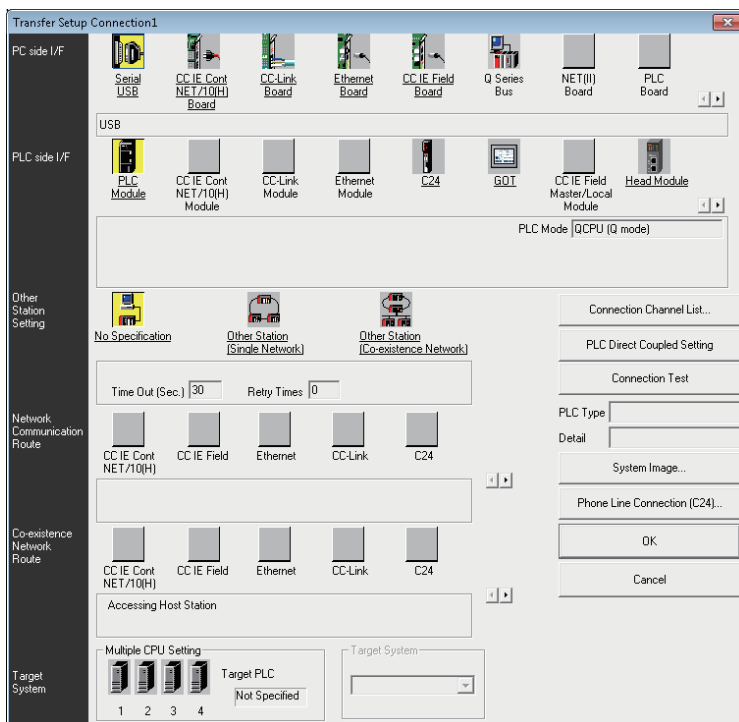 Transfer Setup Connection1
PC side I/F
Serial
USB
CC IE Cont
NET/10(H)
Board
CC-Link
Board
Ethernet
Board
CC IE Field
Board
Q Series
Bus
NET(II)
Board
PLC
Board
USB
PLC side I/F
PLC
Module
CC IE Cont
NET/10(H)
Module
CC-Link
Module
Ethernet
Module
C24
GOT
CC IE Field
Master/Local
Module
Head Module
PLC Mode QCPU (Q mode)
Other
Station
Setting
No Specification
Other Station
(Single Network)
Other Station
(Co-existence Network)
Time Out (Sec.) 30 Retry Times 0
Connection Channel List...
PLC Direct Coupled Setting
Connection Test
PLC Type
Detail
System Image...
Phone Line Connection (C24)...
OK
Cancel
Network
Communication
Route
CC IE Cont
NET/10(H)
CC IE Field
Ethernet
CC-Link
C24
Co-existence
Network
Route
CC IE Cont
NET/10(H)
CC IE Field
Ethernet
CC-Link
C24
Accessing Host Station
Target
System
Multiple CPU Setting
1 2 3 4
Target PLC
Not Specified
Target System